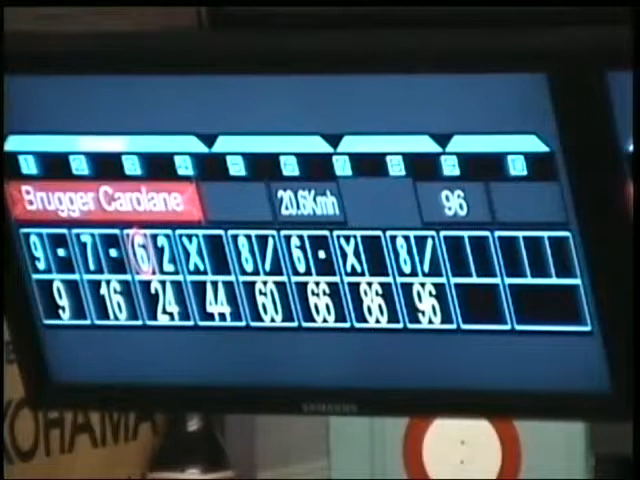 1 2 3 4 5 6 7 8 9 10
Brugger Carolane 20.6Kmh 96
9 - 7 - 6 2 X 8 / 6 - X 8 /
9 16 24 44 60 66 86 96
SAMSUNG
KOHAMA